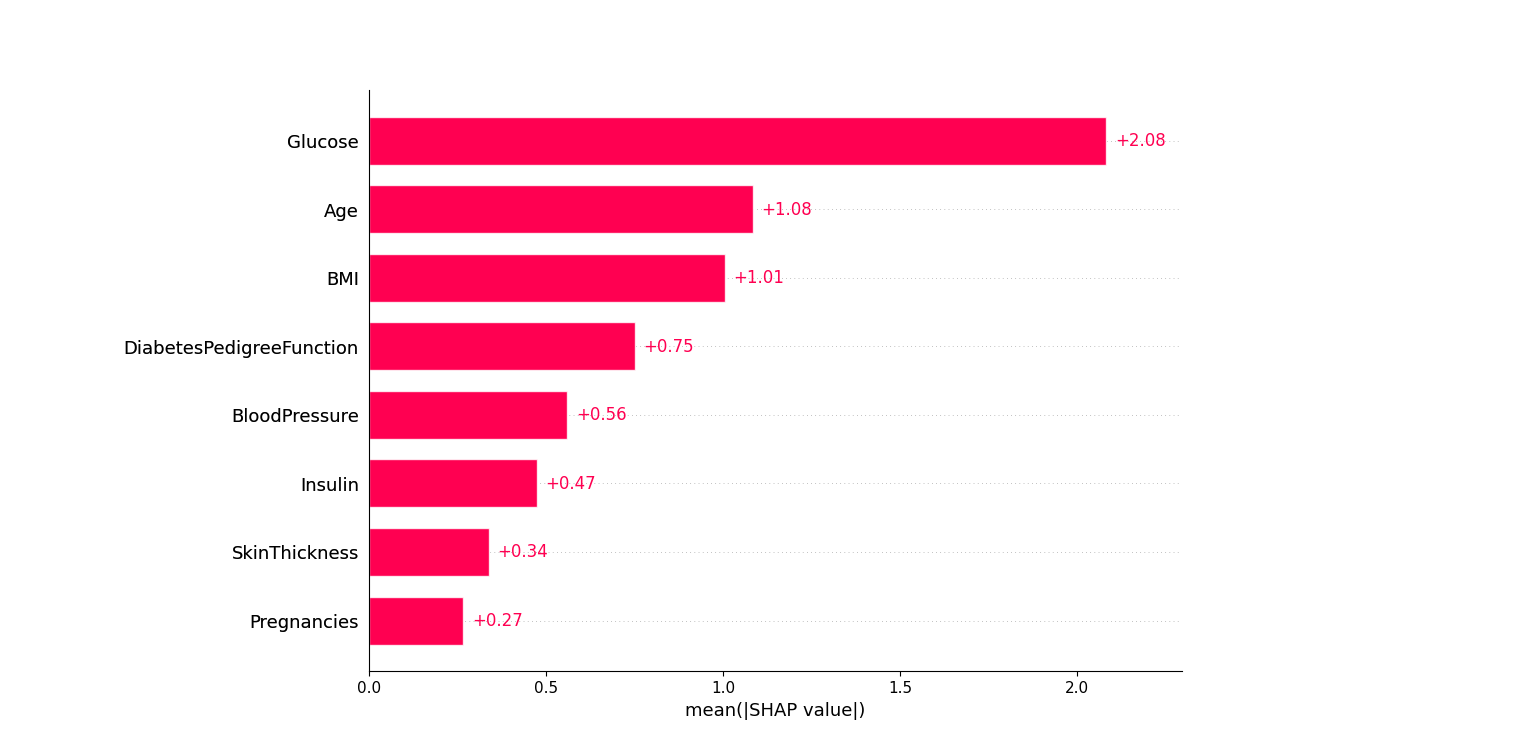 Glucose +2.08
Age +1.08
BMI +1.01
DiabetesPedigreeFunction +0.75
BloodPressure +0.56
Insulin +0.47
SkinThickness +0.34
Pregnancies +0.27
0.0 0.5 1.0 1.5 2.0
mean(|SHAP value|)